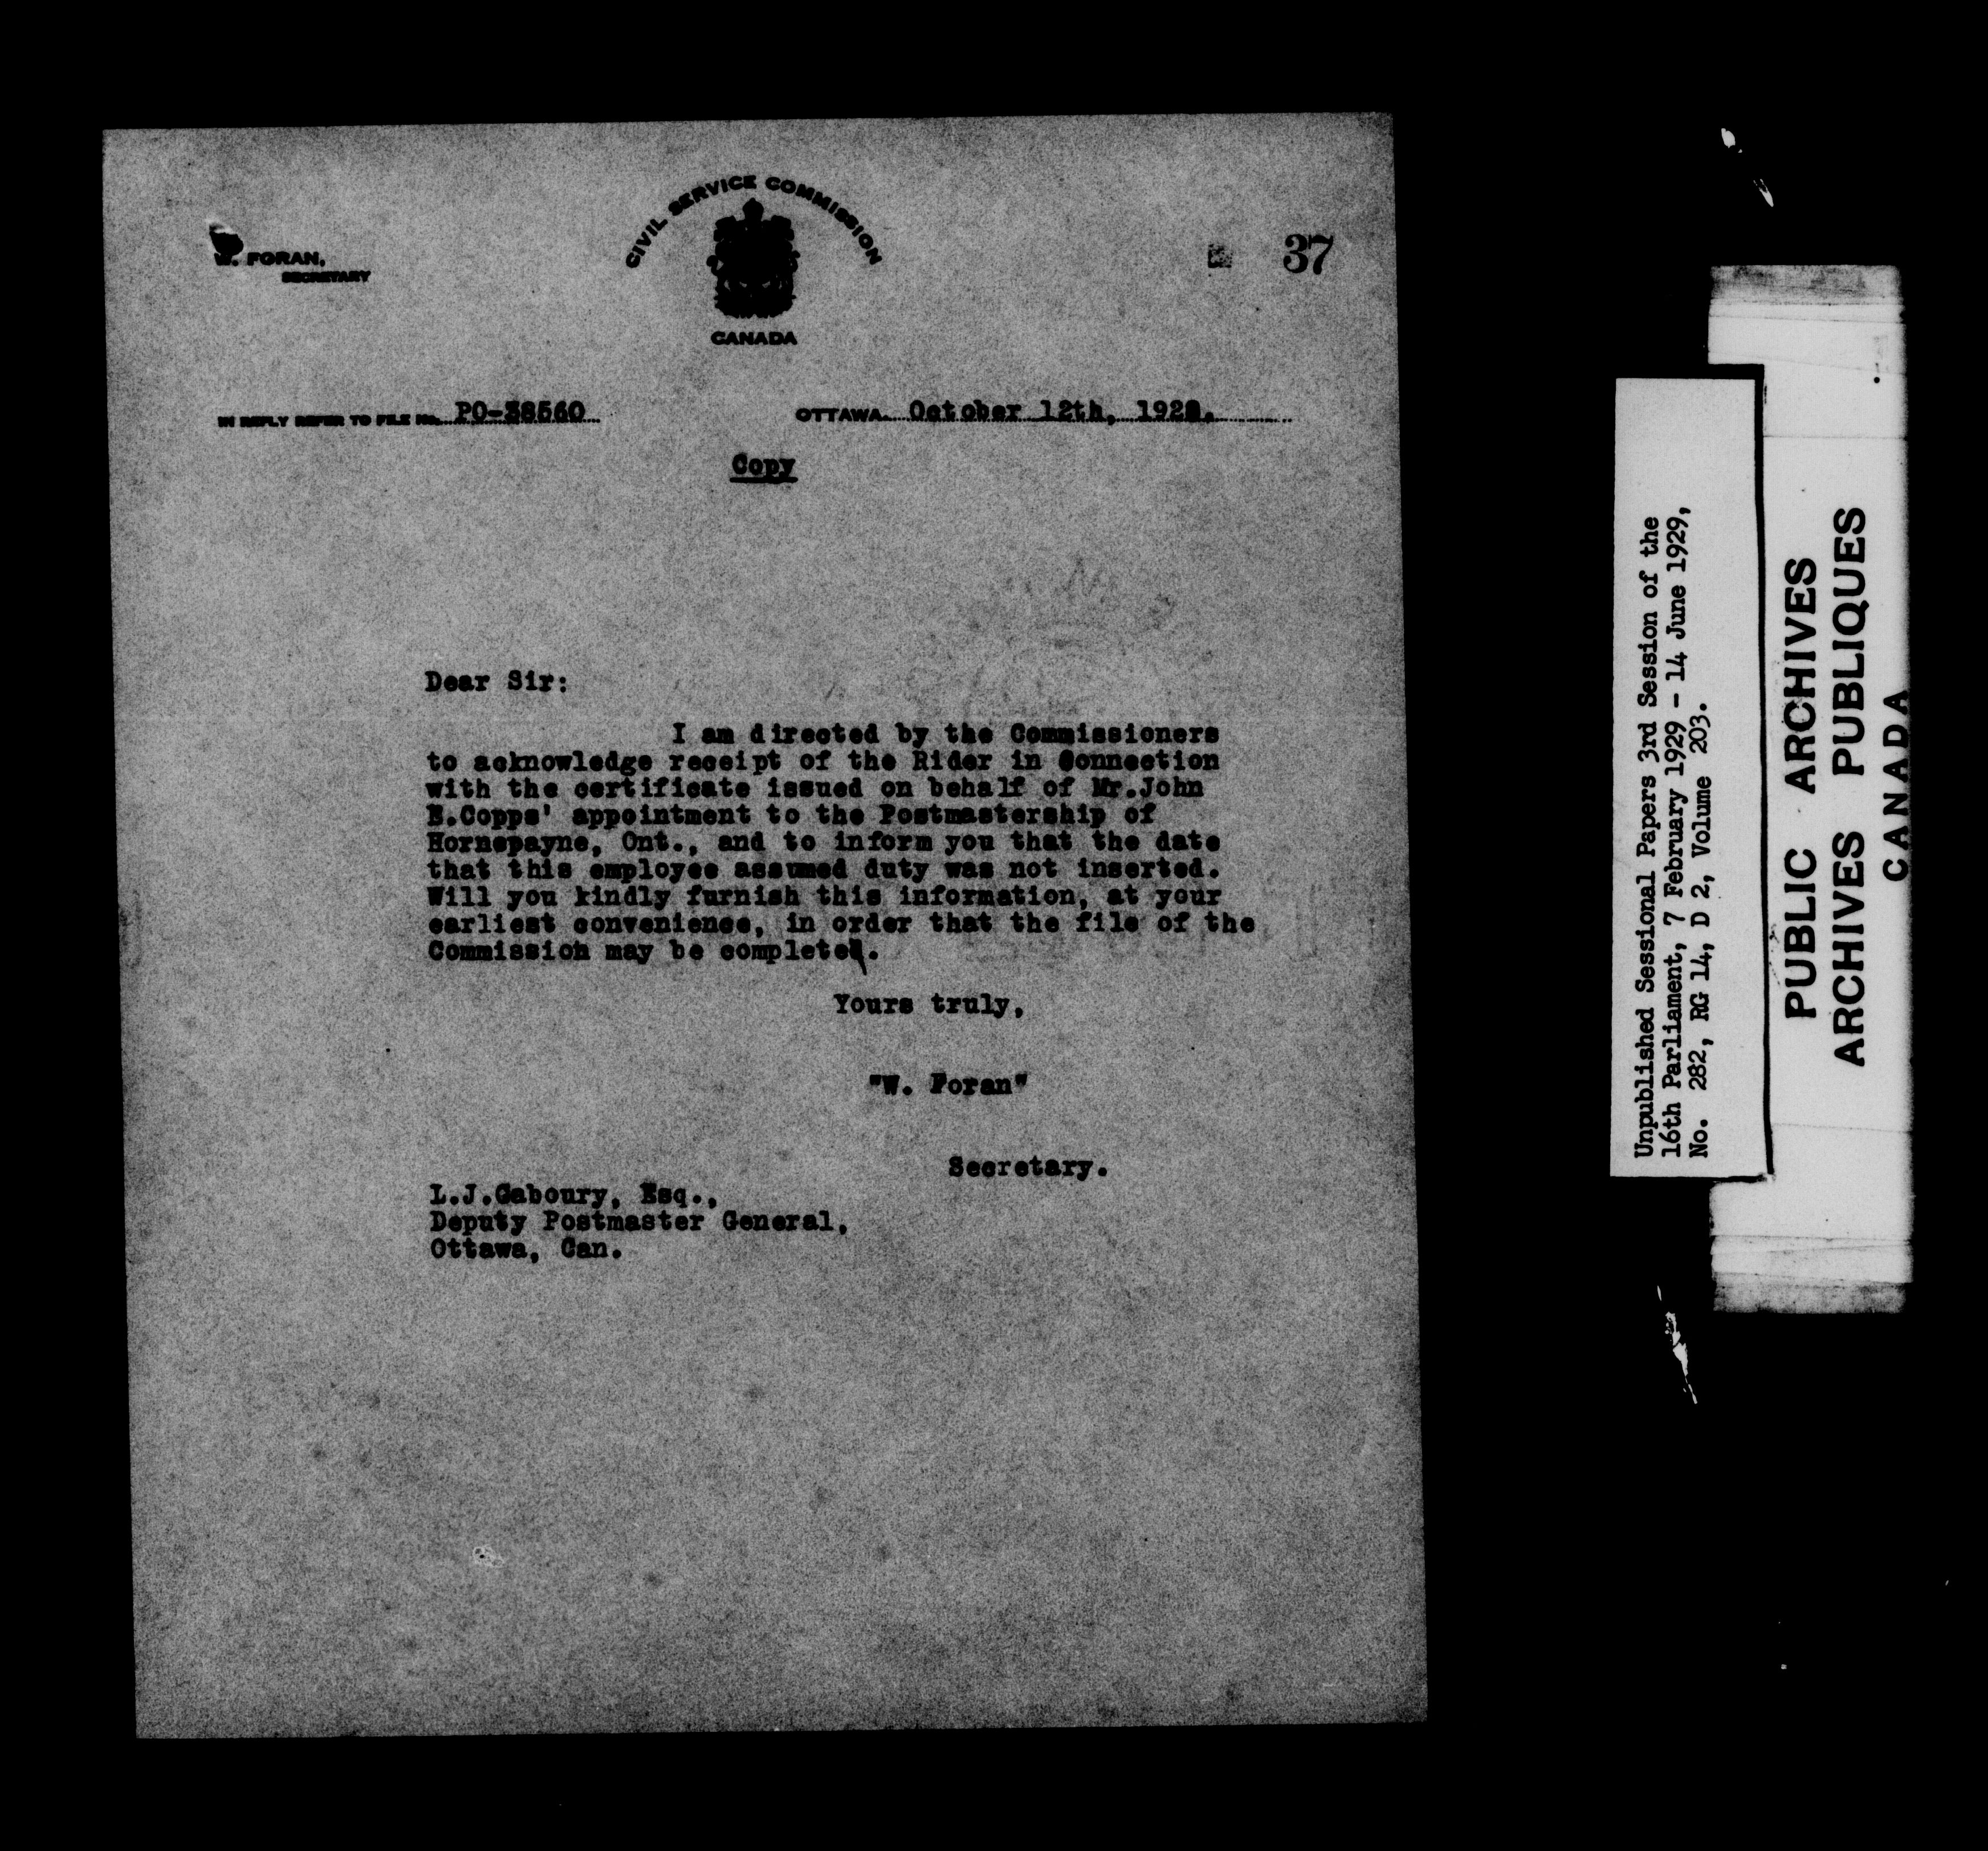 CIVIL SERVICE COMMISSION
CANADA
W. FORAN,
SECRETARY
37
IN REPLY REFER TO FILE No. PO-38560
OTTAWA October 12th, 1928.
Copy
Dear Sir:
I am directed by the Commissioners
to acknowledge receipt of the Rider in Connection
with the certificate issued on behalf of Mr.John
E.Copps' appointment to the Postmastership of
Hornepayne, Ont., and to inform you that the date
that this employee assumed duty was not inserted.
Will you kindly furnish this information, at your
earliest convenience, in order that the file of the
Commission may be completed.
Yours truly,
"W. Foran"
Secretary.
L.J.Gaboury, Esq.,
Deputy Postmaster General,
Ottawa, Can.
Unpublished Sessional Papers 3rd Session of the
16th Parliament, 7 February 1929 - 14 June 1929,
No. 282, RG 14, D 2, Volume 203.
PUBLIC ARCHIVES
ARCHIVES PUBLIQUES
CANADA